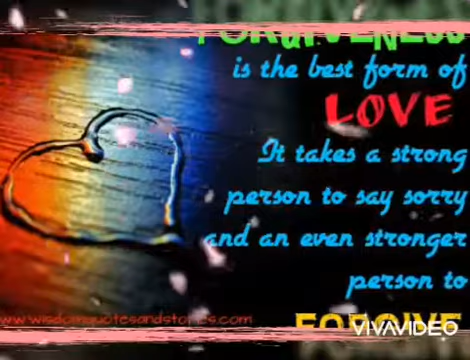 FORGIVENESS
is the best form of
LOVE
It takes a strong
person to say sorry
and an even stronger
person to
FORGIVE
www.wisdomquotesandstories.com
VIVAVIDEO